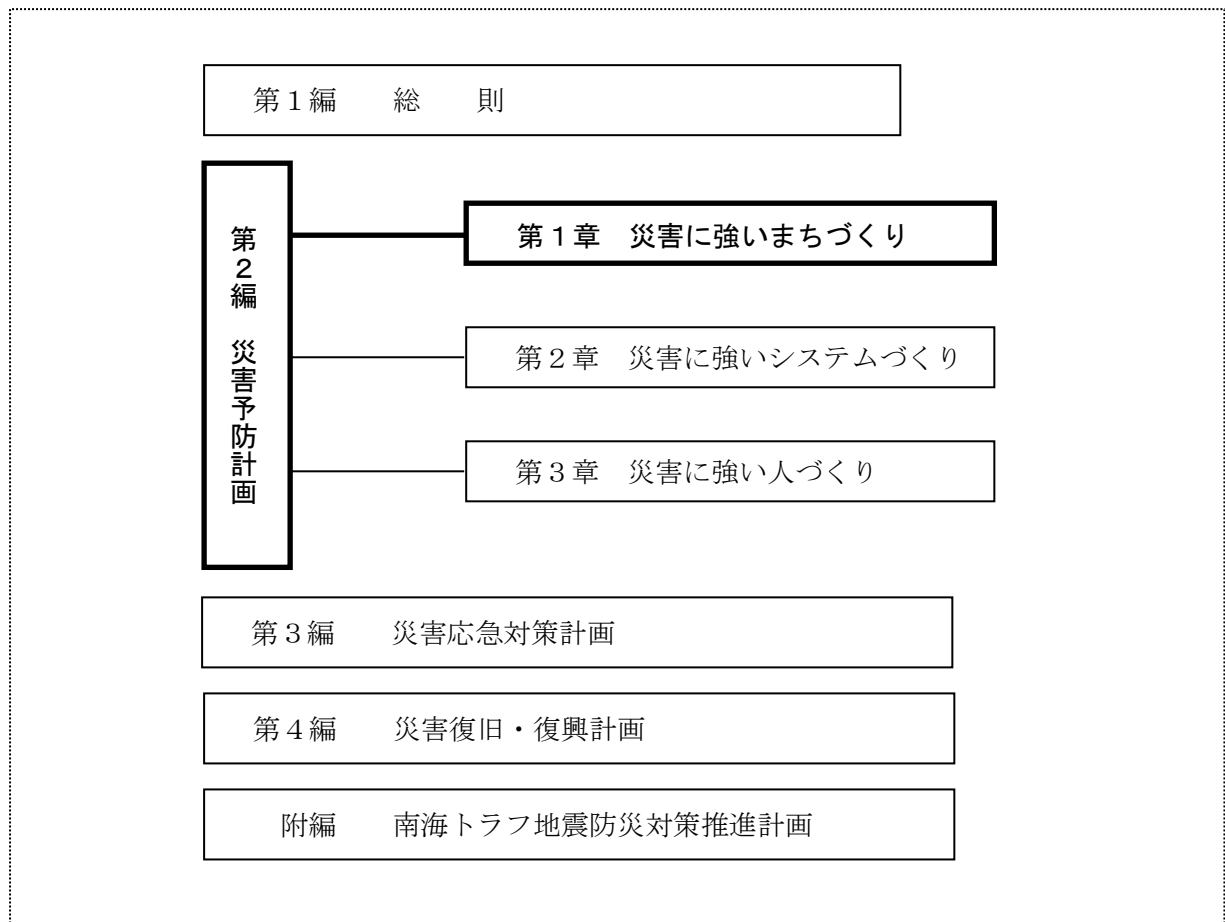 第１編　　総　　則
第２編　災害予防計画
第１章　災害に強いまちづくり
第２章　災害に強いシステムづくり
第３章　災害に強い人づくり
第３編　　災害応急対策計画
第４編　　災害復旧・復興計画
附編　　南海トラフ地震防災対策推進計画